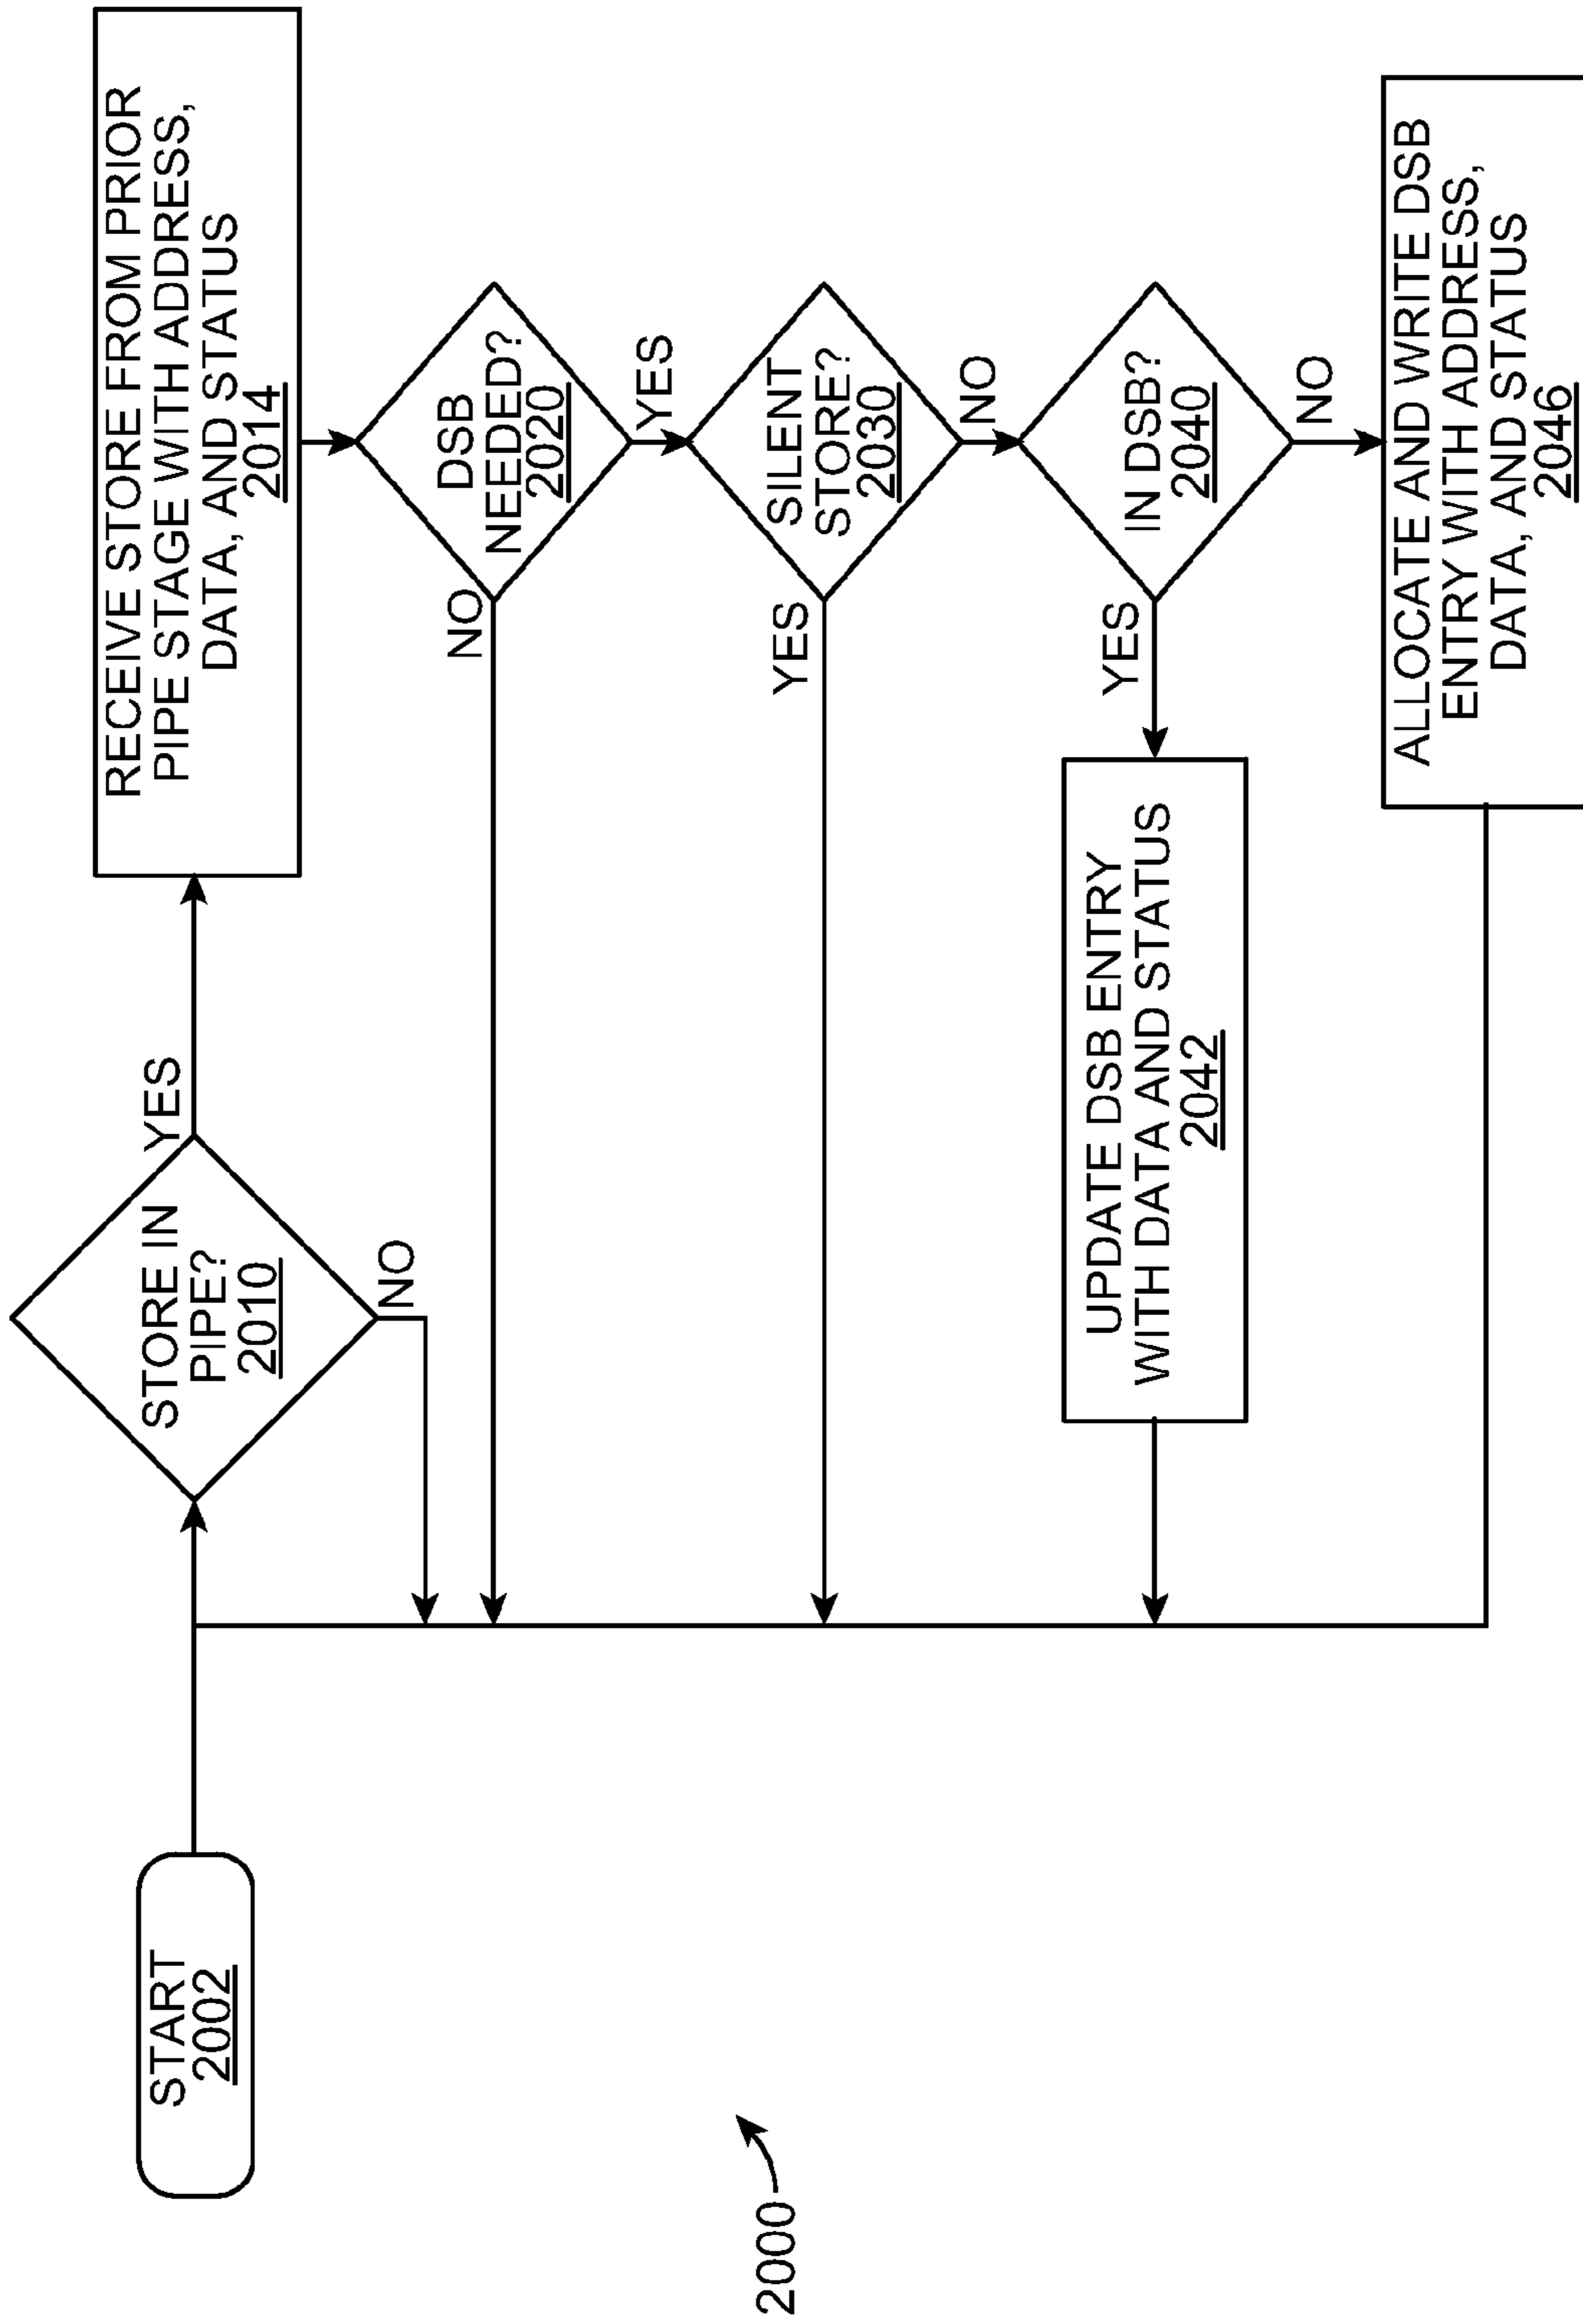 START
2002
STORE IN
PIPE?
2010
YES
NO
RECEIVE STORE FROM PRIOR
PIPE STAGE WITH ADDRESS,
DATA, AND STATUS
2014
DSB
NEEDED?
2020
NO
YES
SILENT
STORE?
2030
YES
NO
IN DSB?
2040
YES
NO
UPDATE DSB ENTRY
WITH DATA AND STATUS
2042
ALLOCATE AND WRITE DSB
ENTRY WITH ADDRESS,
DATA, AND STATUS
2046
2000